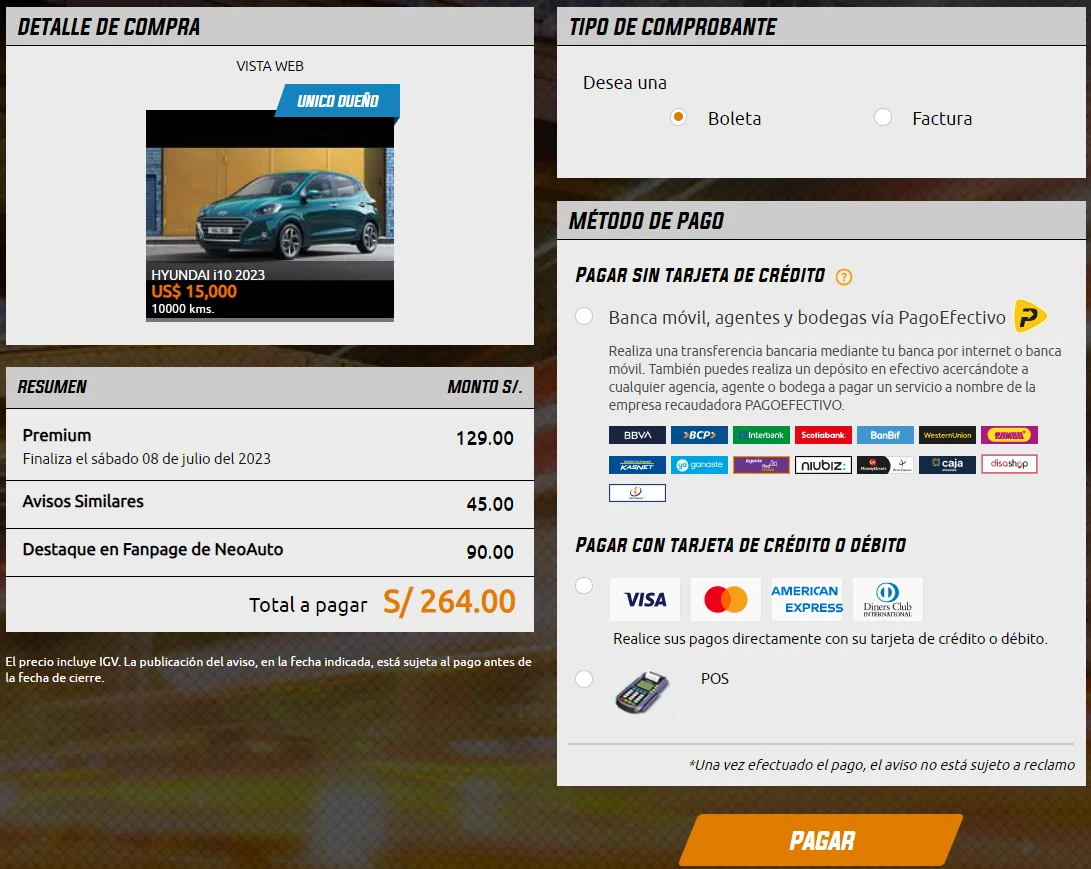 DETALLE DE COMPRA
VISTA WEB
UNICO DUEÑO
HYUNDAI i10 2023
US$ 15,000
10000 kms.
RESUMEN MONTO S/.
Premium 129.00
Finaliza el sábado 08 de julio del 2023
Avisos Similares 45.00
Destaque en Fanpage de NeoAuto 90.00
Total a pagar S/ 264.00
El precio incluye IGV. La publicación del aviso, en la fecha indicada, está sujeta al pago antes de
la fecha de cierre.
TIPO DE COMPROBANTE
Desea una
Boleta Factura
MÉTODO DE PAGO
PAGAR SIN TARJETA DE CRÉDITO ?
Banca móvil, agentes y bodegas vía PagoEfectivo P
Realiza una transferencia bancaria mediante tu banca por internet o banca
móvil. También puedes realiza un depósito en efectivo acercándote a
cualquier agencia, agente o bodega a pagar un servicio a nombre de la
empresa recaudadora PAGOEFECTIVO.
BBVA BCP Interbank Scotiabank BanBif WesternUnion TAMBO
KASNET ganaste Agente niubiz: MoneyGram caja disashop
PAGAR CON TARJETA DE CRÉDITO O DÉBITO
VISA AMERICAN EXPRESS Diners Club INTERNATIONAL
Realice sus pagos directamente con su tarjeta de crédito o débito.
POS
*Una vez efectuado el pago, el aviso no está sujeto a reclamo
PAGAR